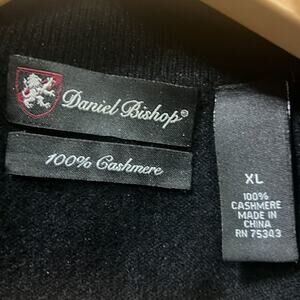 Daniel Bishop®
100% Cashmere
XL
100%
CASHMERE
MADE IN
CHINA
RN 75343